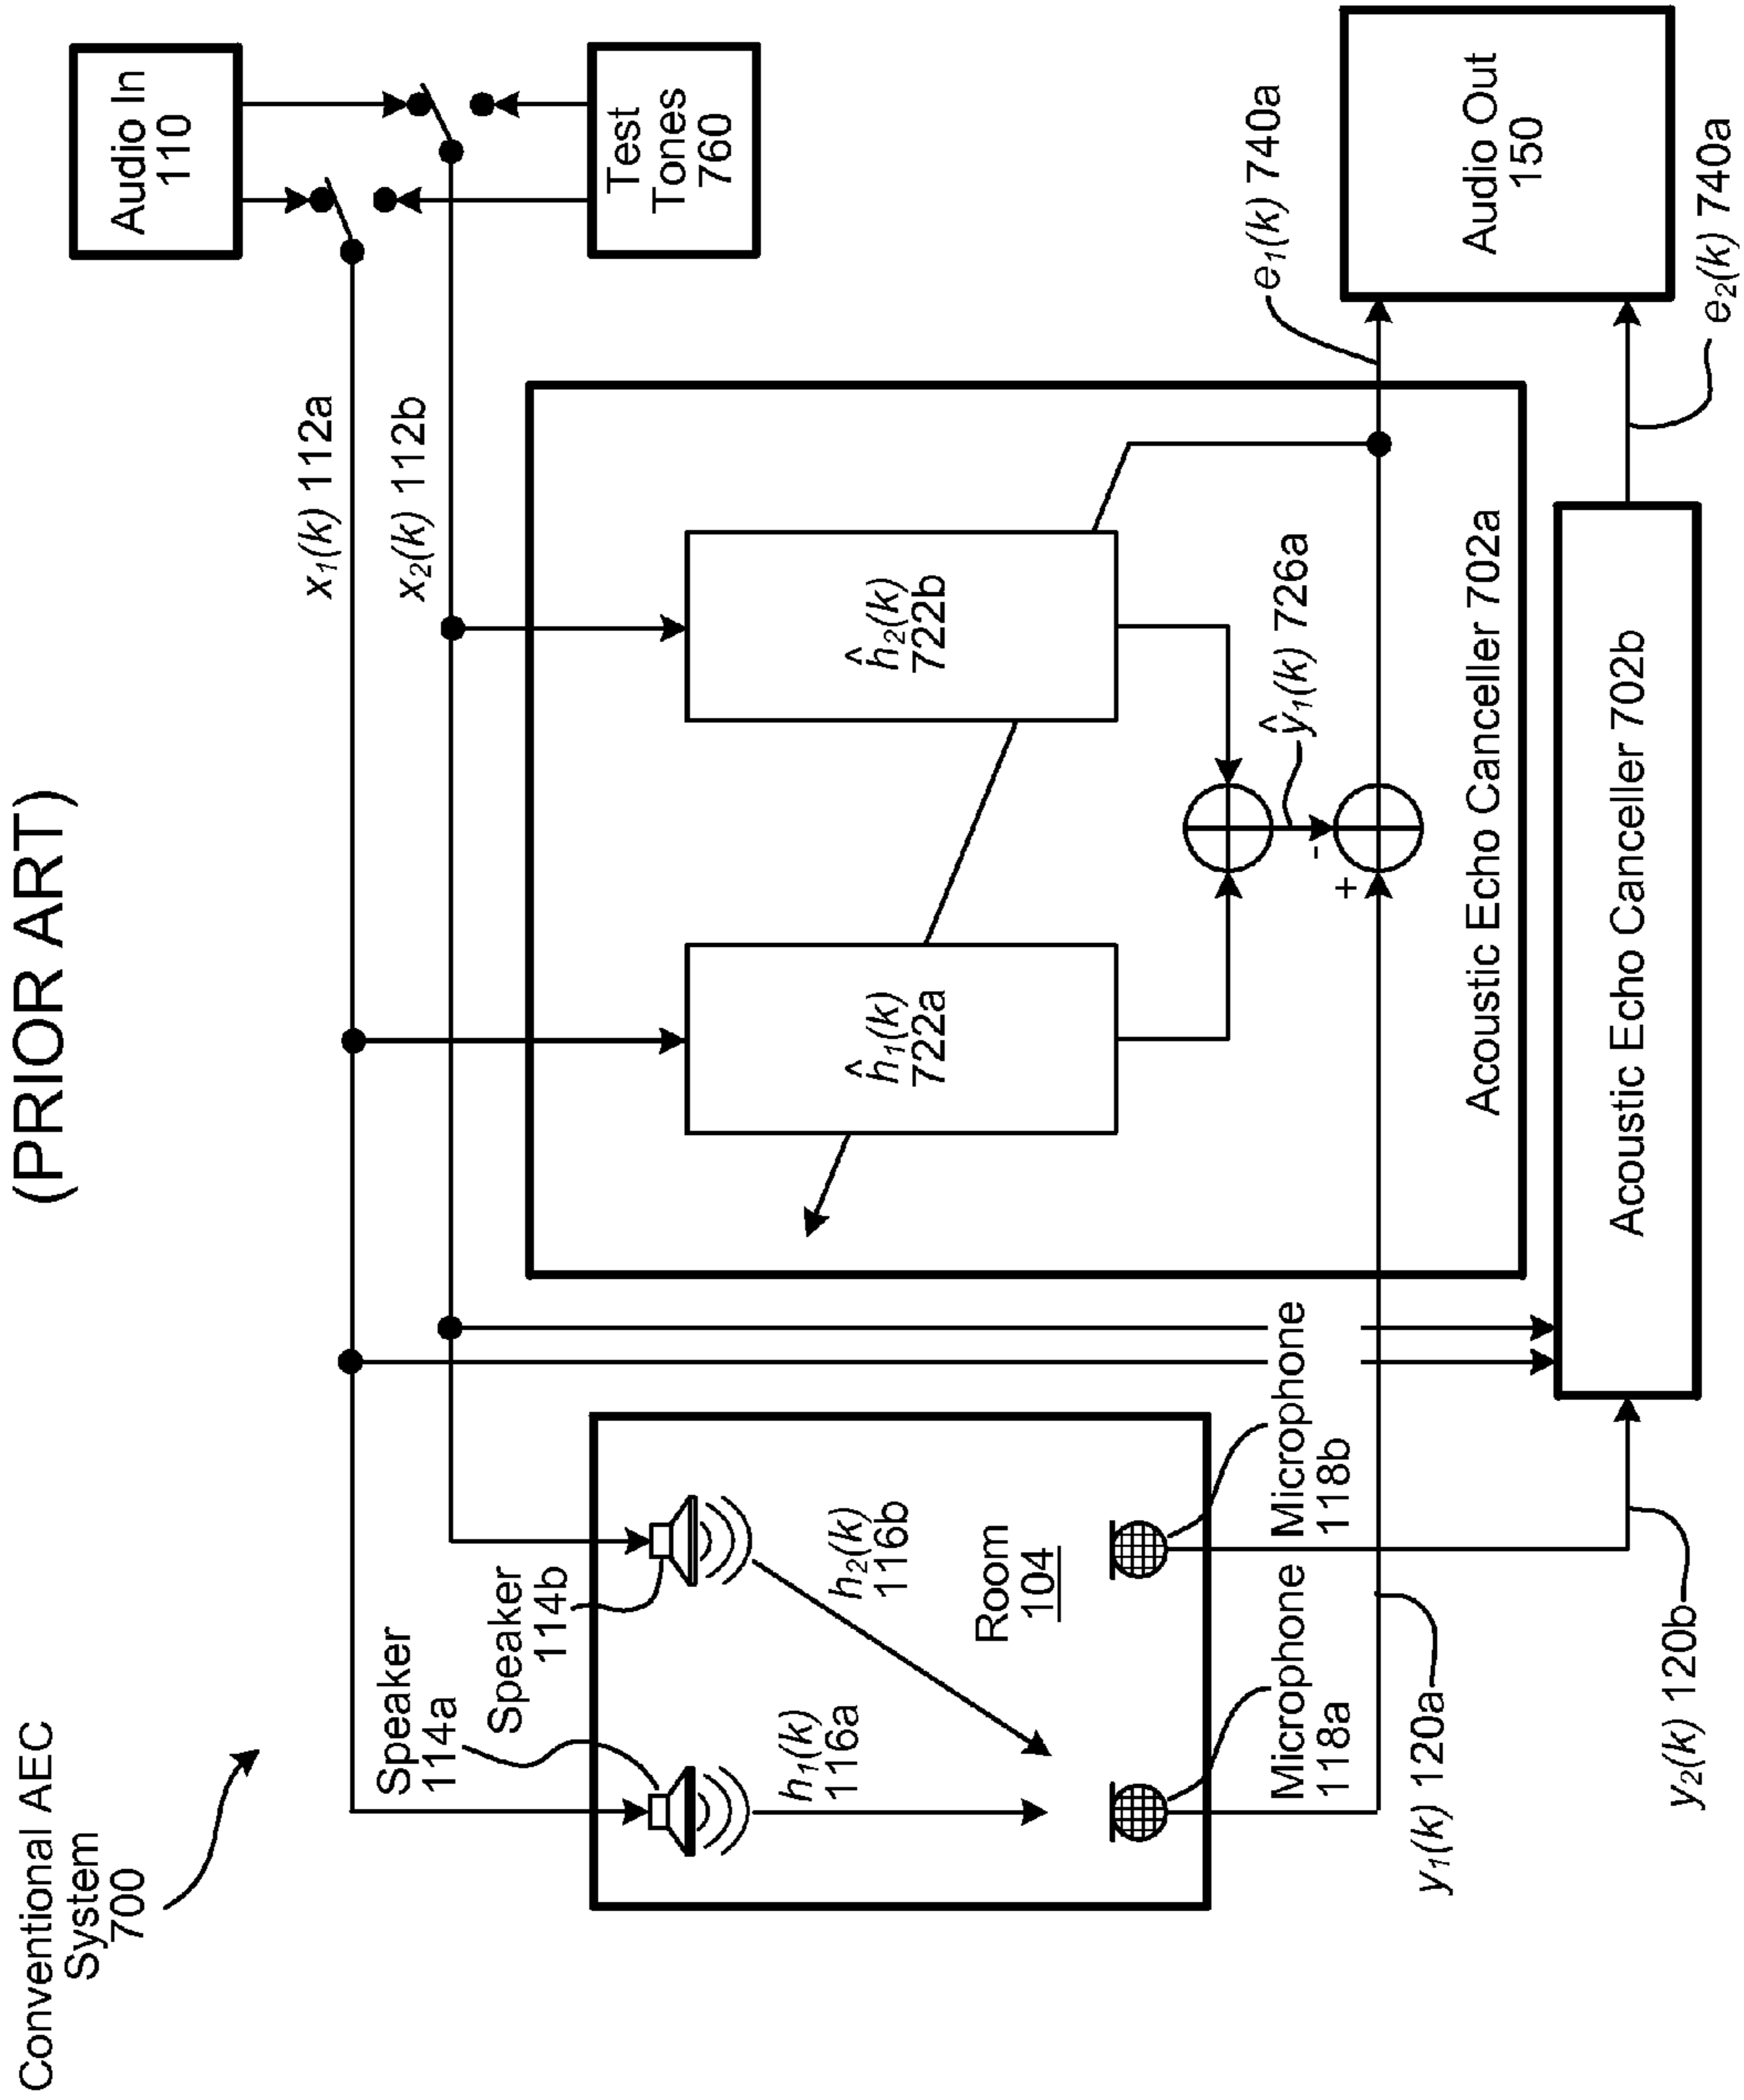 (PRIOR ART)
Conventional AEC
System
700
x₁(k) 112a
x₂(k) 112b
Audio In
110
Test
Tones
760
Speaker
114a
Speaker
114b
h₁(k)
116a
h₂(k)
116b
Room
104
Microphone
118a
Microphone
118b
ĥ₁(k)
722a
ĥ₂(k)
722b
ŷ₁(k) 726a
+
-
Acoustic Echo Canceller 702a
e₁(k) 740a
Audio Out
150
y₁(k) 120a
Acoustic Echo Canceller 702b
y₂(k) 120b
e₂(k) 740a